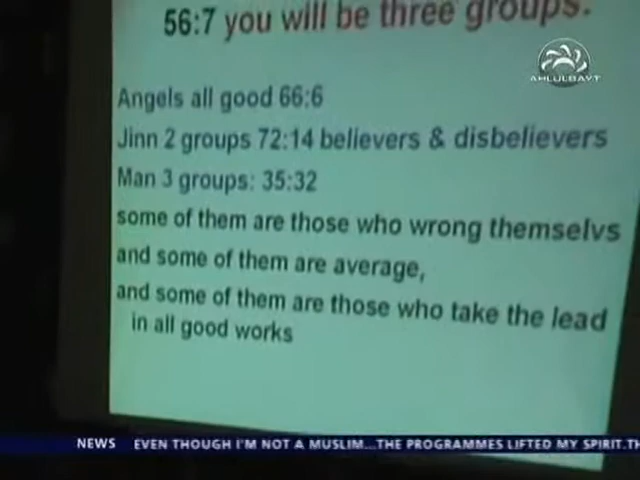 56:7 you will be three groups.
AHLULBAYT
Angels all good 66:6
Jinn 2 groups 72:14 believers & disbelievers
Man 3 groups: 35:32
some of them are those who wrong themselvs
and some of them are average,
and some of them are those who take the lead
in all good works
NEWS EVEN THOUGH I'M NOT A MUSLIM...THE PROGRAMMES LIFTED MY SPIRIT.TH